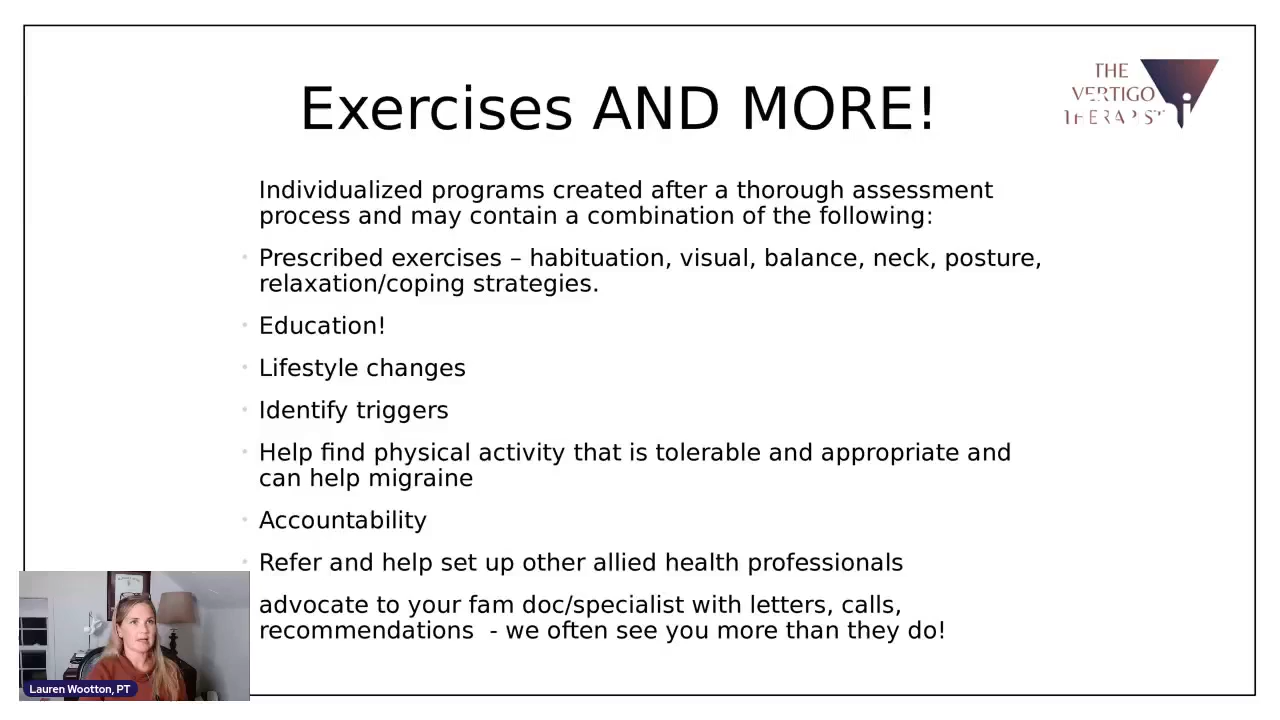 Exercises AND MORE!
THE
VERTIGO
THERAPIST
Individualized programs created after a thorough assessment
process and may contain a combination of the following:
• Prescribed exercises – habituation, visual, balance, neck, posture,
relaxation/coping strategies.
• Education!
• Lifestyle changes
• Identify triggers
• Help find physical activity that is tolerable and appropriate and
can help migraine
• Accountability
• Refer and help set up other allied health professionals
advocate to your fam doc/specialist with letters, calls,
recommendations  - we often see you more than they do!
Lauren Wootton, PT